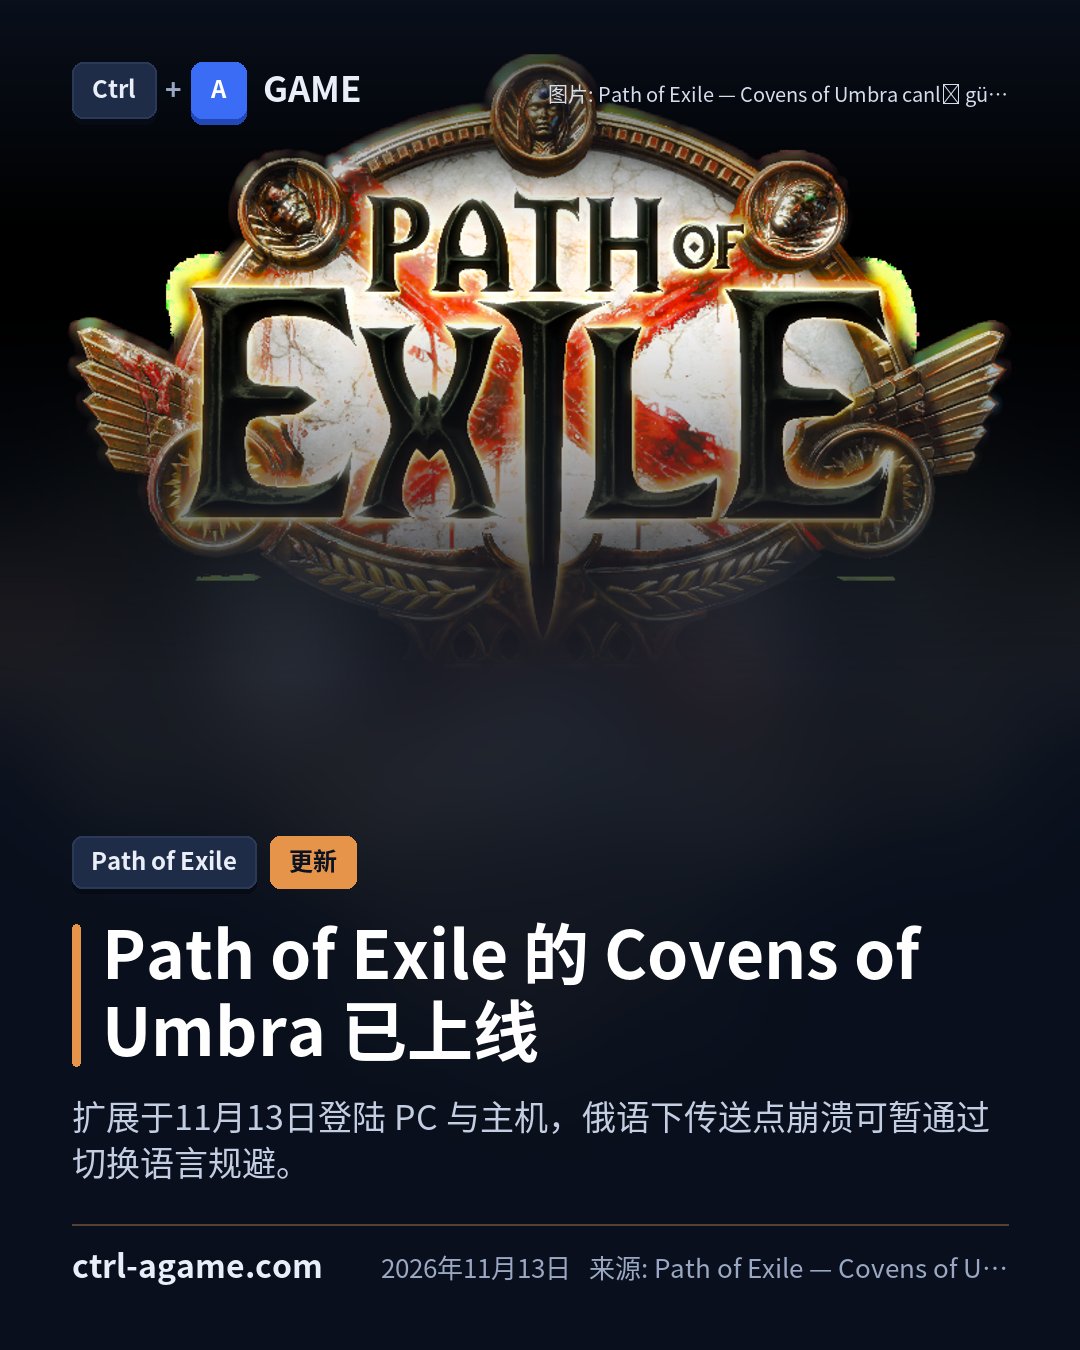 Ctrl + A GAME
图片: Path of Exile — Covens of Umbra canl gü…
PATH OF
EXILE
Path of Exile 更新
Path of Exile 的 Covens of
Umbra 已上线
扩展于11月13日登陆 PC 与主机，俄语下传送点崩溃可暂通过
切换语言规避。
ctrl-agame.com 2026年11月13日 来源: Path of Exile — Covens of U…